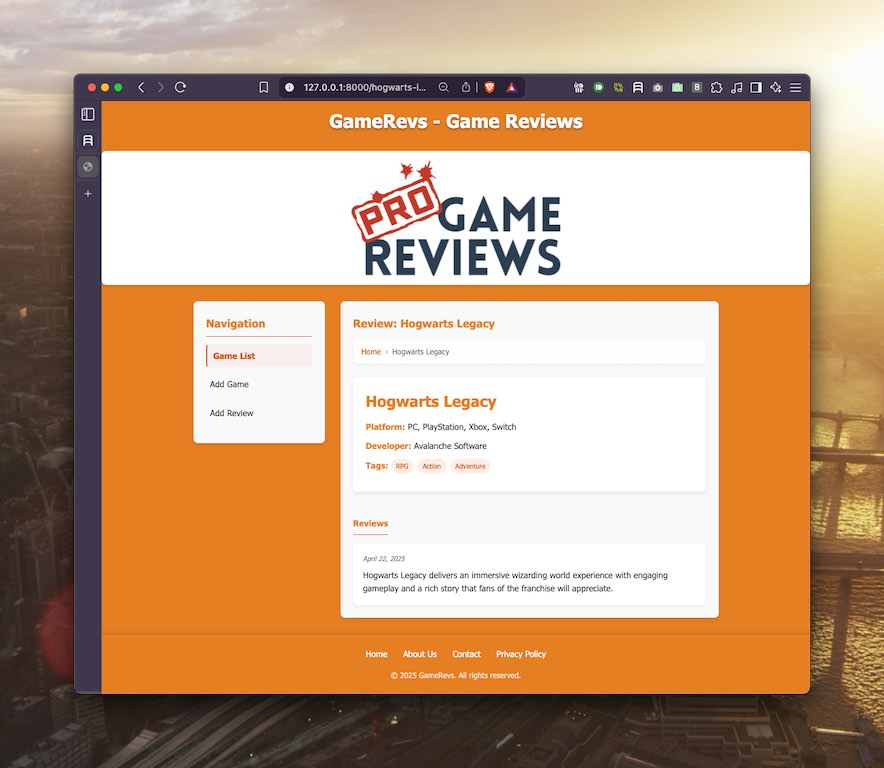 127.0.0.1:8000/hogwarts-l...
GameRevs - Game Reviews
PRO
GAME
REVIEWS
Navigation
Game List
Add Game
Add Review
Review: Hogwarts Legacy
Home › Hogwarts Legacy
Hogwarts Legacy
Platform: PC, PlayStation, Xbox, Switch
Developer: Avalanche Software
Tags: RPG Action Adventure
Reviews
April 22, 2025
Hogwarts Legacy delivers an immersive wizarding world experience with engaging
gameplay and a rich story that fans of the franchise will appreciate.
Home About Us Contact Privacy Policy
© 2025 GameRevs. All rights reserved.